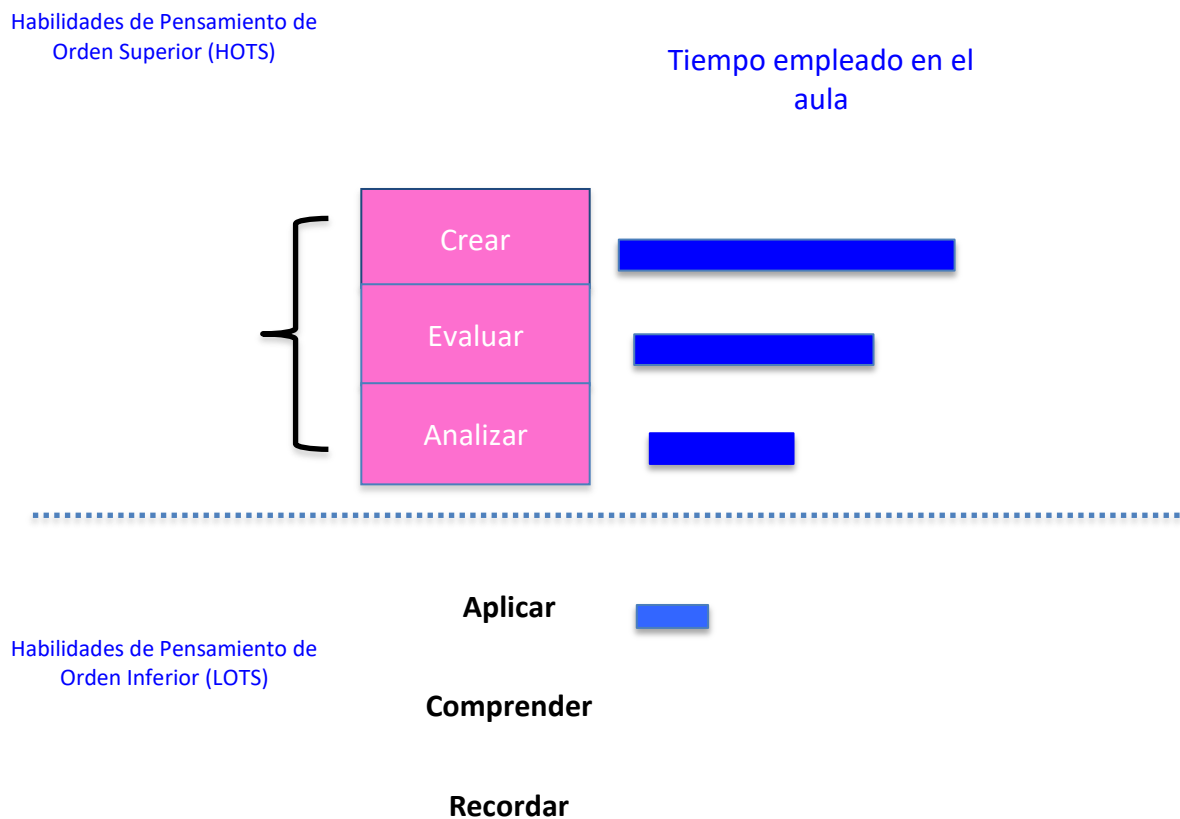 Habilidades de Pensamiento de
Orden Superior (HOTS)
Tiempo empleado en el
aula
Crear
Evaluar
Analizar
Aplicar
Habilidades de Pensamiento de
Orden Inferior (LOTS)
Comprender
Recordar